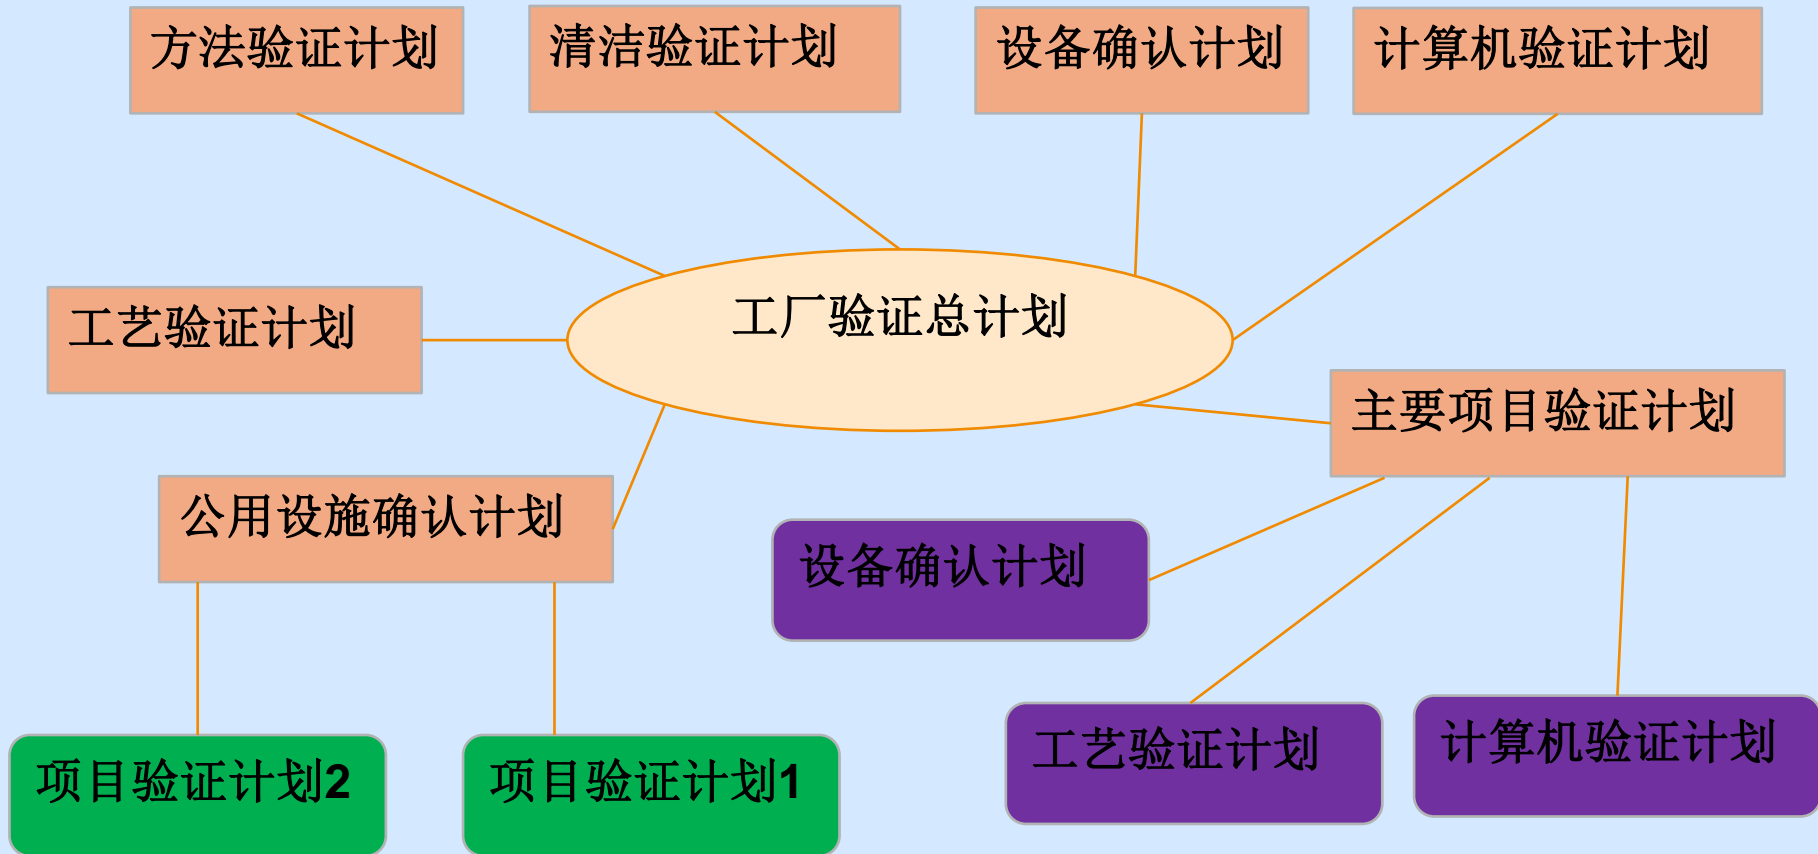 方法验证计划
清洁验证计划
设备确认计划
计算机验证计划
工艺验证计划
工厂验证总计划
主要项目验证计划
公用设施确认计划
设备确认计划
工艺验证计划
计算机验证计划
项目验证计划2
项目验证计划1